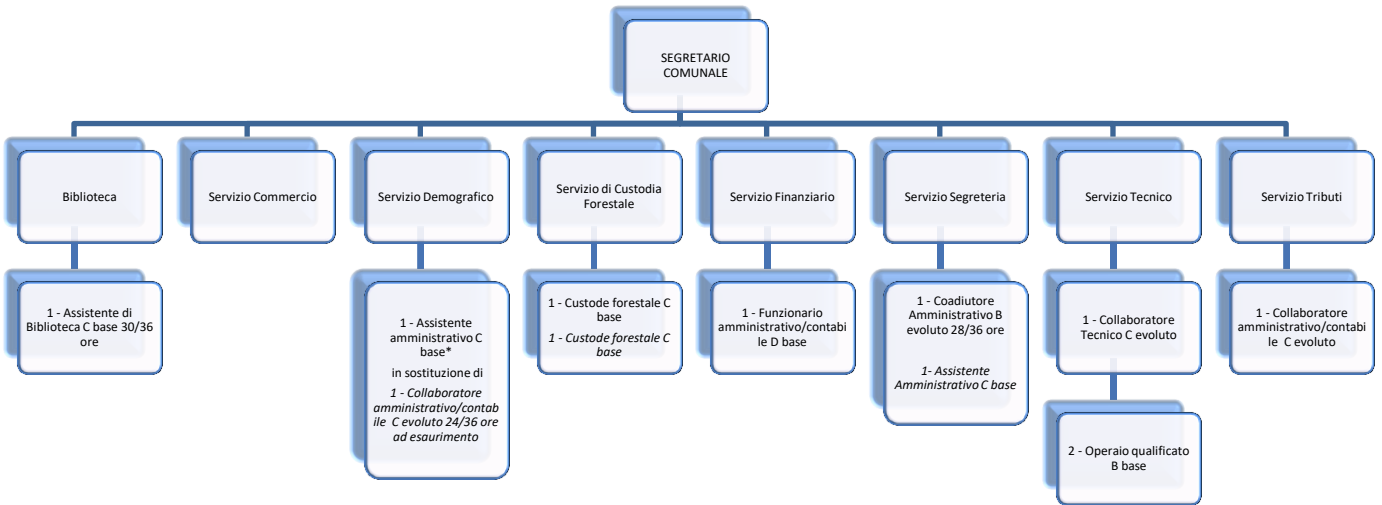 SEGRETARIO
COMUNALE
Biblioteca
Servizio Commercio
Servizio Demografico
Servizio di Custodia
Forestale
Servizio Finanziario
Servizio Segreteria
Servizio Tecnico
Servizio Tributi
1 - Assistente di
Biblioteca C base 30/36
ore
1 - Assistente
amministrativo C
base*
in sostituzione di
1 - Collaboratore
amministrativo/contab
ile C evoluto 24/36 ore
ad esaurimento
1 - Custode forestale C
base
1 - Custode forestale C
base
1 - Funzionario
amministrativo/contabi
le D base
1 - Coadiutore
Amministrativo B
evoluto 28/36 ore
1- Assistente
Amministrativo C base
1 - Collaboratore
Tecnico C evoluto
2 - Operaio qualificato
B base
1 - Collaboratore
amministrativo/contabi
le C evoluto